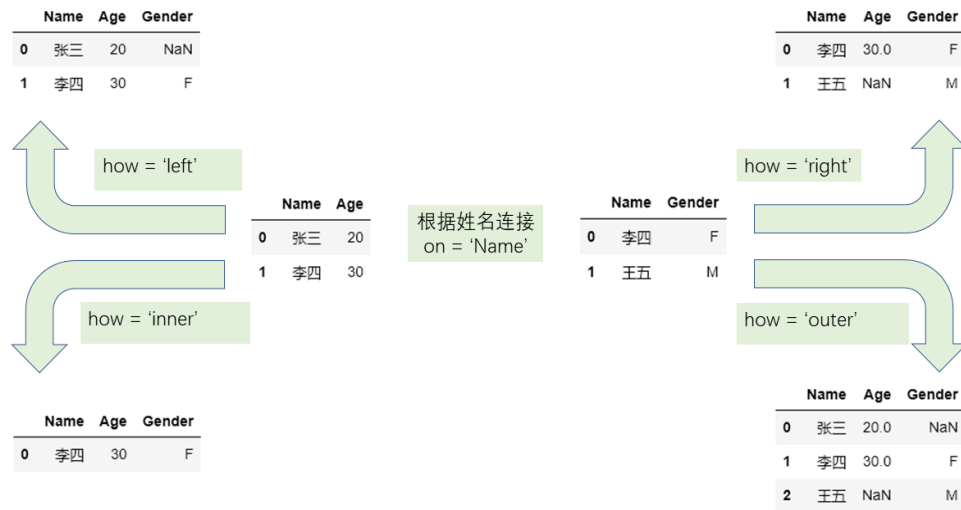 Name Age Gender
0 张三 20 NaN
1 李四 30 F
Name Age Gender
0 李四 30.0 F
1 王五 NaN M
how = ‘left’
how = ‘right’
Name Age
0 张三 20
1 李四 30
根据姓名连接
on = ‘Name’
Name Gender
0 李四 F
1 王五 M
how = ‘inner’
how = ‘outer’
Name Age Gender
0 李四 30 F
Name Age Gender
0 张三 20.0 NaN
1 李四 30.0 F
2 王五 NaN M